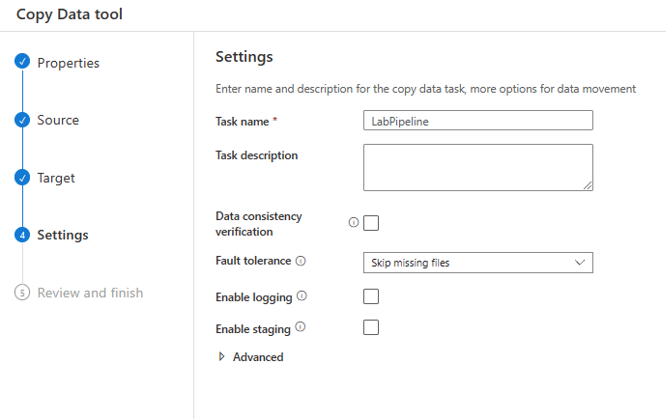 Copy Data tool
Properties
Source
Target
4 Settings
5 Review and finish
Settings
Enter name and description for the copy data task, more options for data movement
Task name * LabPipeline
Task description
Data consistency
verification
Fault tolerance Skip missing files
Enable logging
Enable staging
Advanced